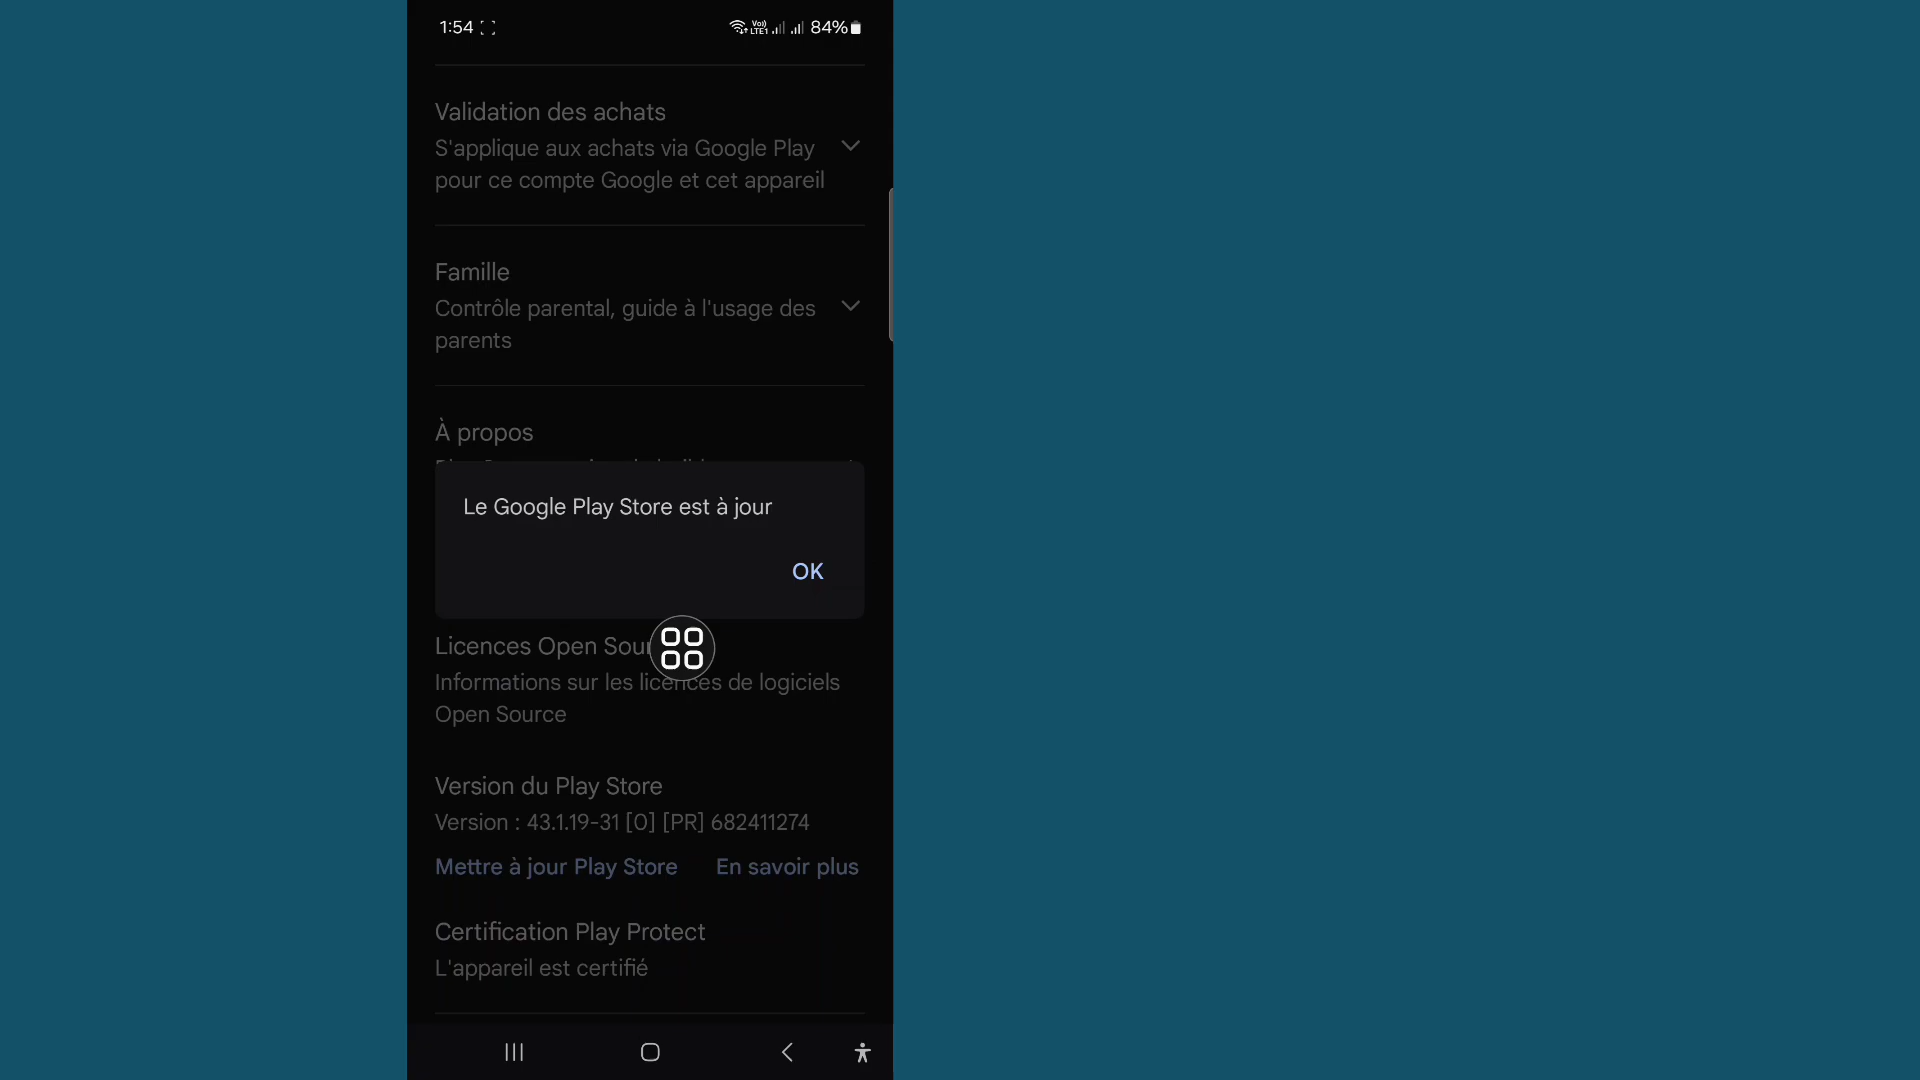 1:54
Vo))
LTE1
84%
Validation des achats
S'applique aux achats via Google Play
pour ce compte Google et cet appareil
Famille
Contrôle parental, guide à l'usage des
parents
À propos
Le Google Play Store est à jour
OK
Licences Open Sour
Informations sur les licences de logiciels
Open Source
Version du Play Store
Version : 43.1.19-31 [0] [PR] 682411274
Mettre à jour Play Store En savoir plus
Certification Play Protect
L'appareil est certifié